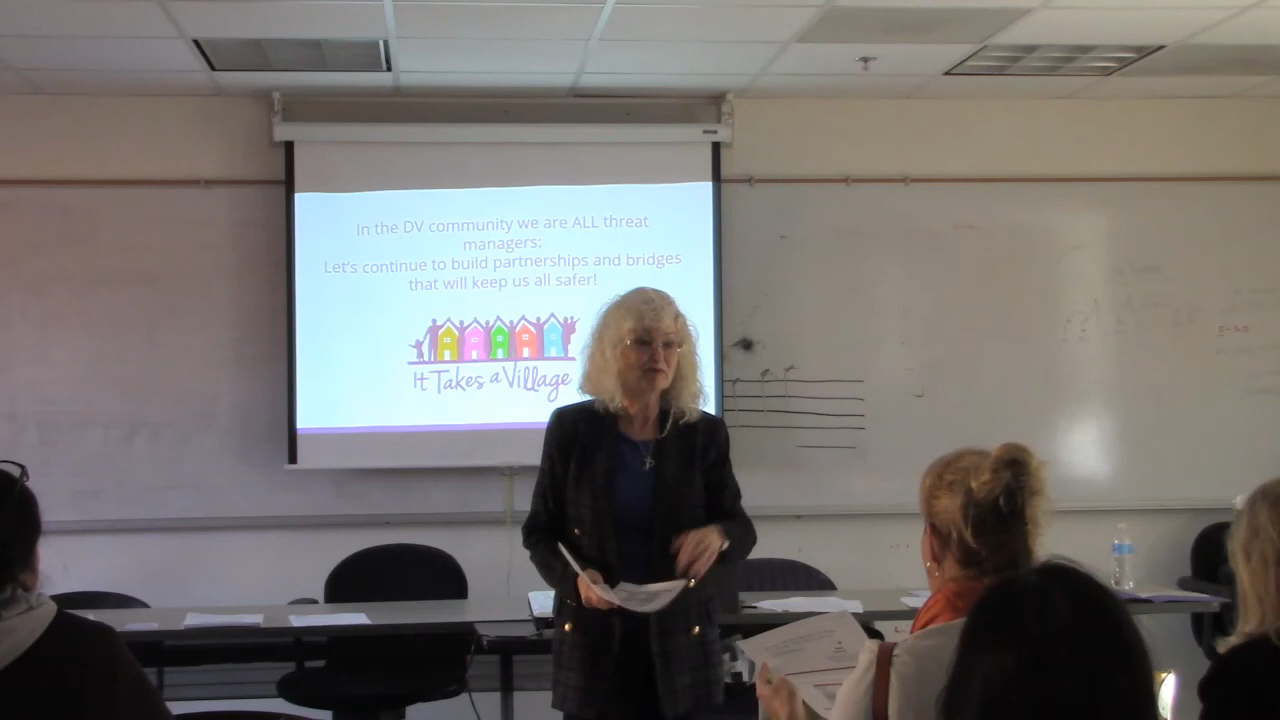 In the DV community we are ALL threat
managers:
Let's continue to build partnerships and bridges
that will keep us all safer!
It Takes a Village